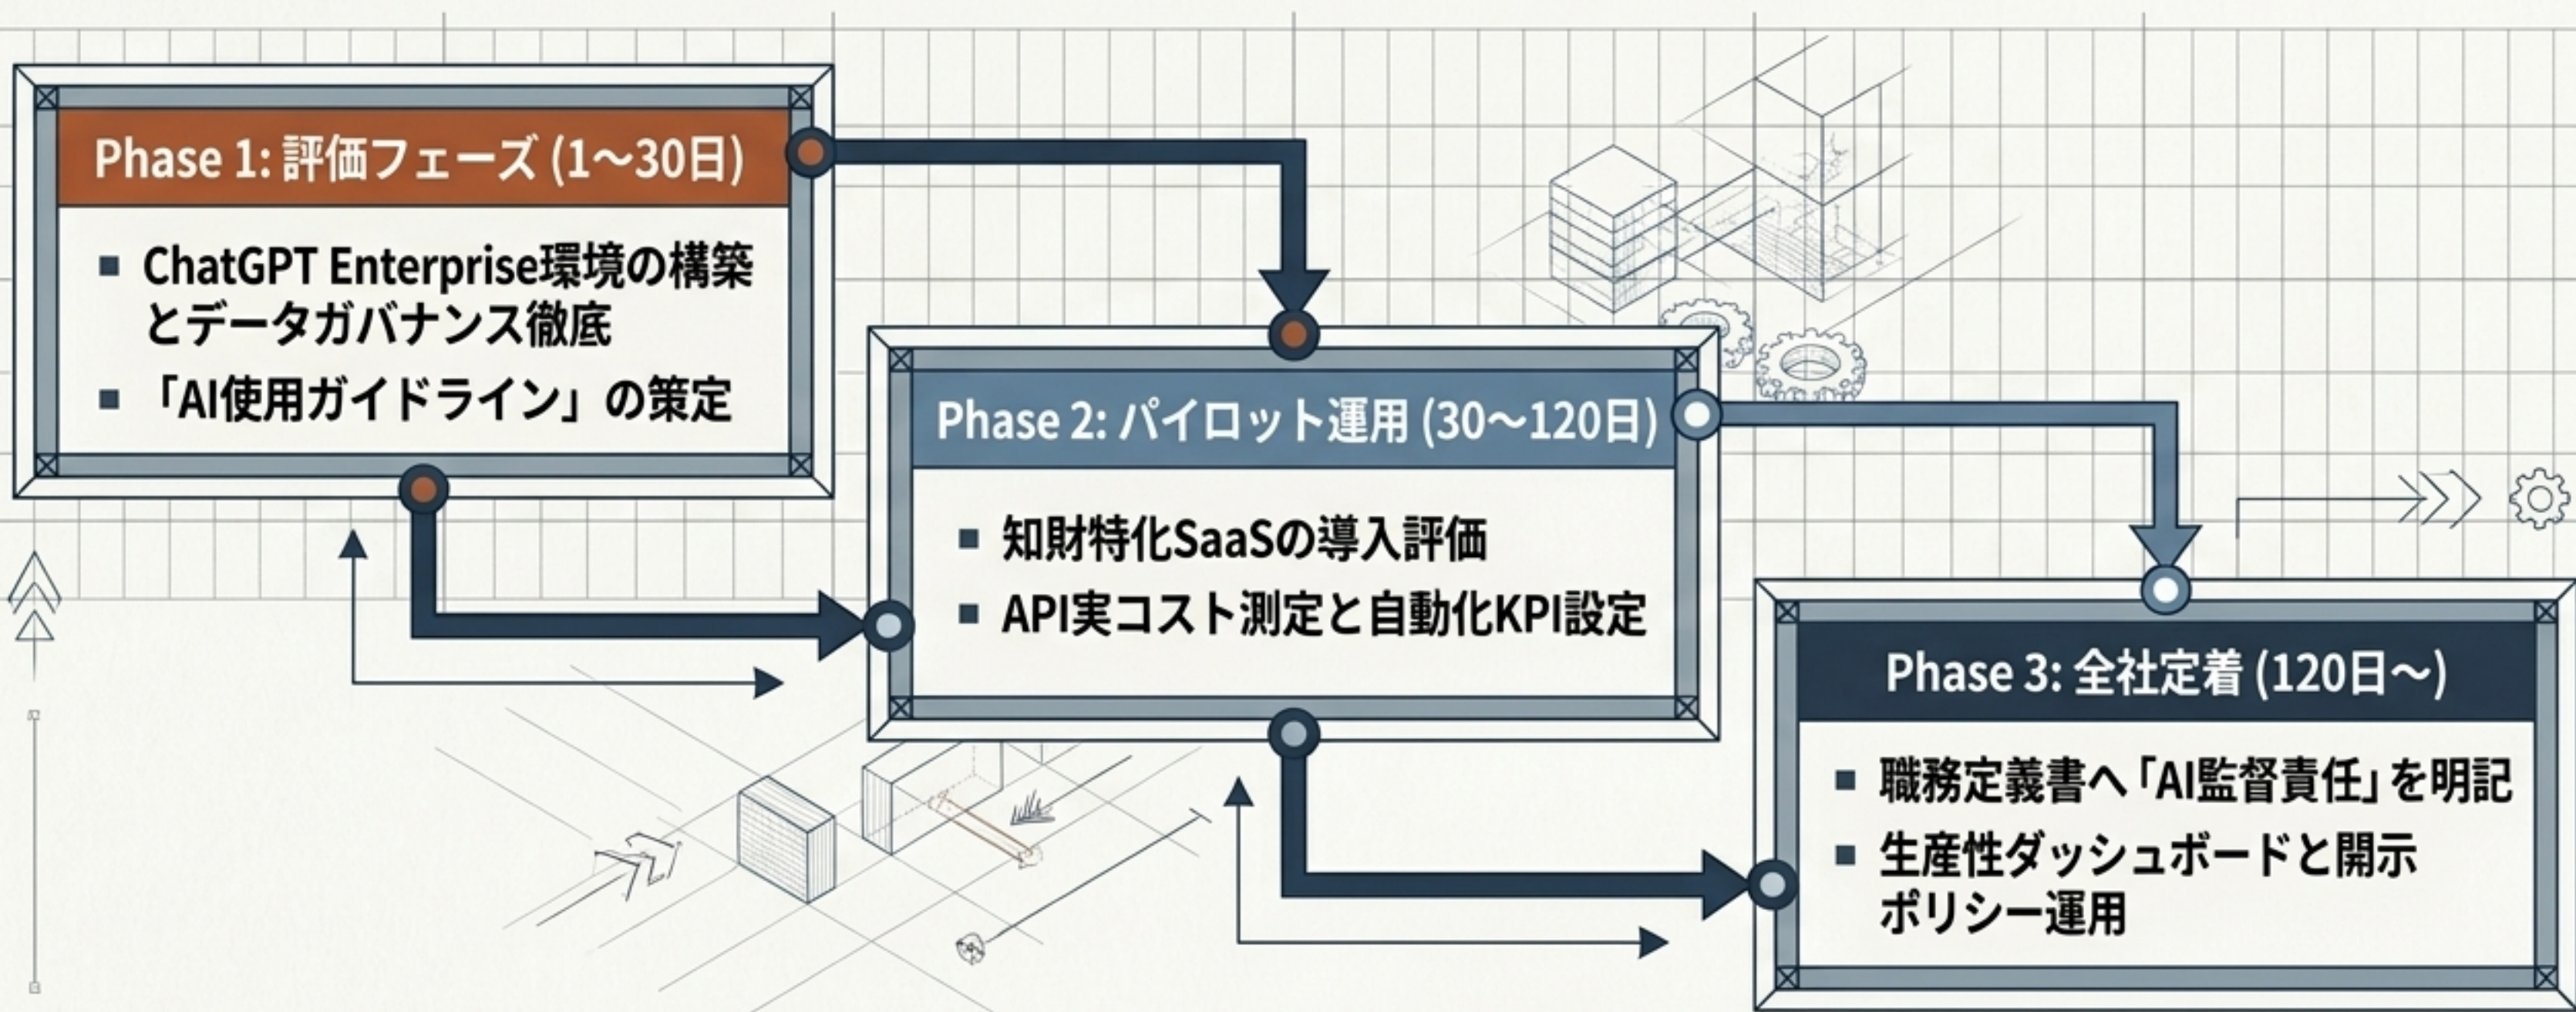 Phase 1: 評価フェーズ (1〜30日)
ChatGPT Enterprise環境の構築
とデータガバナンス徹底
「AI使用ガイドライン」の策定
Phase 2: パイロット運用 (30〜120日)
知財特化SaaSの導入評価
API実コスト測定と自動化KPI設定
Phase 3: 全社定着 (120日〜)
職務定義書へ「AI監督責任」を明記
生産性ダッシュボードと開示
ポリシー運用